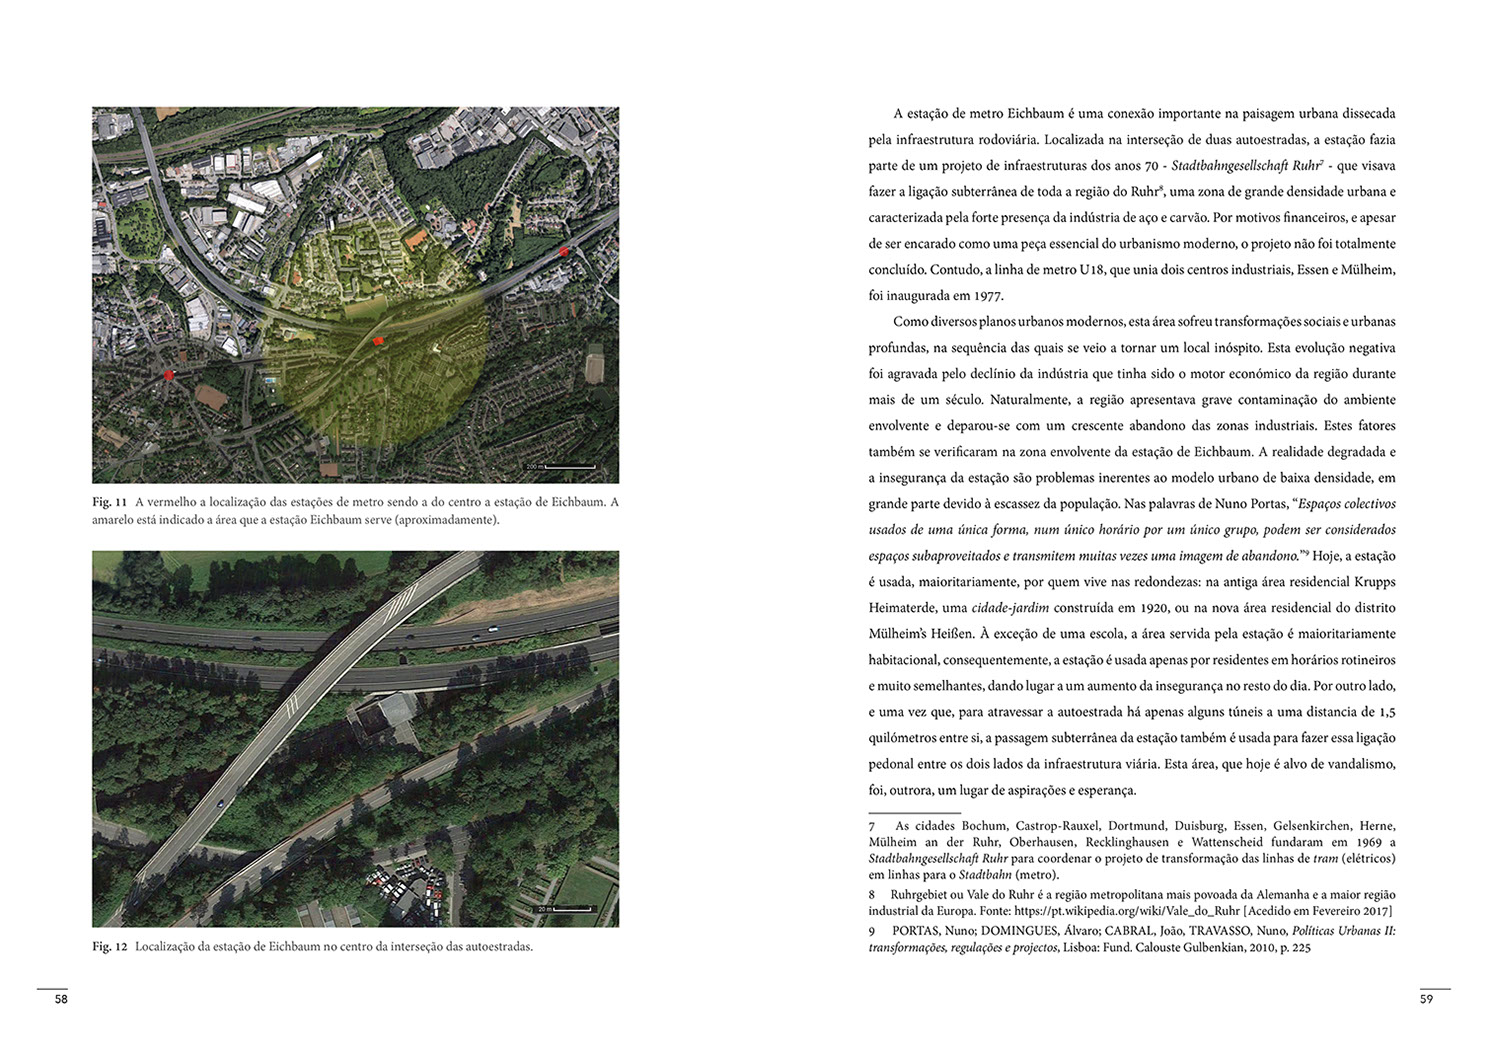 200 m
Fig. 11 A vermelho a localização das estações de metro sendo a do centro a estação de Eichbaum. A
amarelo está indicado a área que a estação Eichbaum serve (aproximadamente).
20 m
Fig. 12 Localização da estação de Eichbaum no centro da interseção das autoestradas.
58
A estação de metro Eichbaum é uma conexão importante na paisagem urbana dissecada
pela infraestrutura rodoviária. Localizada na interseção de duas autoestradas, a estação fazia
parte de um projeto de infraestruturas dos anos 70 - Stadtbahngesellschaft Ruhr⁷ - que visava
fazer a ligação subterrânea de toda a região do Ruhr⁸, uma zona de grande densidade urbana e
caracterizada pela forte presença da indústria de aço e carvão. Por motivos financeiros, e apesar
de ser encarado como uma peça essencial do urbanismo moderno, o projeto não foi totalmente
concluído. Contudo, a linha de metro U18, que unia dois centros industriais, Essen e Mülheim,
foi inaugurada em 1977.
Como diversos planos urbanos modernos, esta área sofreu transformações sociais e urbanas
profundas, na sequência das quais se veio a tornar um local inóspito. Esta evolução negativa
foi agravada pelo declínio da indústria que tinha sido o motor económico da região durante
mais de um século. Naturalmente, a região apresentava grave contaminação do ambiente
envolvente e deparou-se com um crescente abandono das zonas industriais. Estes fatores
também se verificaram na zona envolvente da estação de Eichbaum. A realidade degradada e
a insegurança da estação são problemas inerentes ao modelo urbano de baixa densidade, em
grande parte devido à escassez da população. Nas palavras de Nuno Portas, “Espaços colectivos
usados de uma única forma, num único horário por um único grupo, podem ser considerados
espaços subaproveitados e transmitem muitas vezes uma imagem de abandono.”⁹ Hoje, a estação
é usada, maioritariamente, por quem vive nas redondezas: na antiga área residencial Krupps
Heimaterde, uma cidade-jardim construída em 1920, ou na nova área residencial do distrito
Mülheim’s Heißen. À exceção de uma escola, a área servida pela estação é maioritariamente
habitacional, consequentemente, a estação é usada apenas por residentes em horários rotineiros
e muito semelhantes, dando lugar a um aumento da insegurança no resto do dia. Por outro lado,
e uma vez que, para atravessar a autoestrada há apenas alguns túneis a uma distancia de 1,5
quilómetros entre si, a passagem subterrânea da estação também é usada para fazer essa ligação
pedonal entre os dois lados da infraestrutura viária. Esta área, que hoje é alvo de vandalismo,
foi, outrora, um lugar de aspirações e esperança.
7 As cidades Bochum, Castrop-Rauxel, Dortmund, Duisburg, Essen, Gelsenkirchen, Herne,
Mülheim an der Ruhr, Oberhausen, Recklinghausen e Wattenscheid fundaram em 1969 a
Stadtbahngesellschaft Ruhr para coordenar o projeto de transformação das linhas de tram (elétricos)
em linhas para o Stadtbahn (metro).
8 Ruhrgebiet ou Vale do Ruhr é a região metropolitana mais povoada da Alemanha e a maior região
industrial da Europa. Fonte: https://pt.wikipedia.org/wiki/Vale_do_Ruhr [Acedido em Fevereiro 2017]
9 PORTAS, Nuno; DOMINGUES, Álvaro; CABRAL, João, TRAVASSO, Nuno, Políticas Urbanas II:
transformações, regulações e projectos, Lisboa: Fund. Calouste Gulbenkian, 2010, p. 225
59